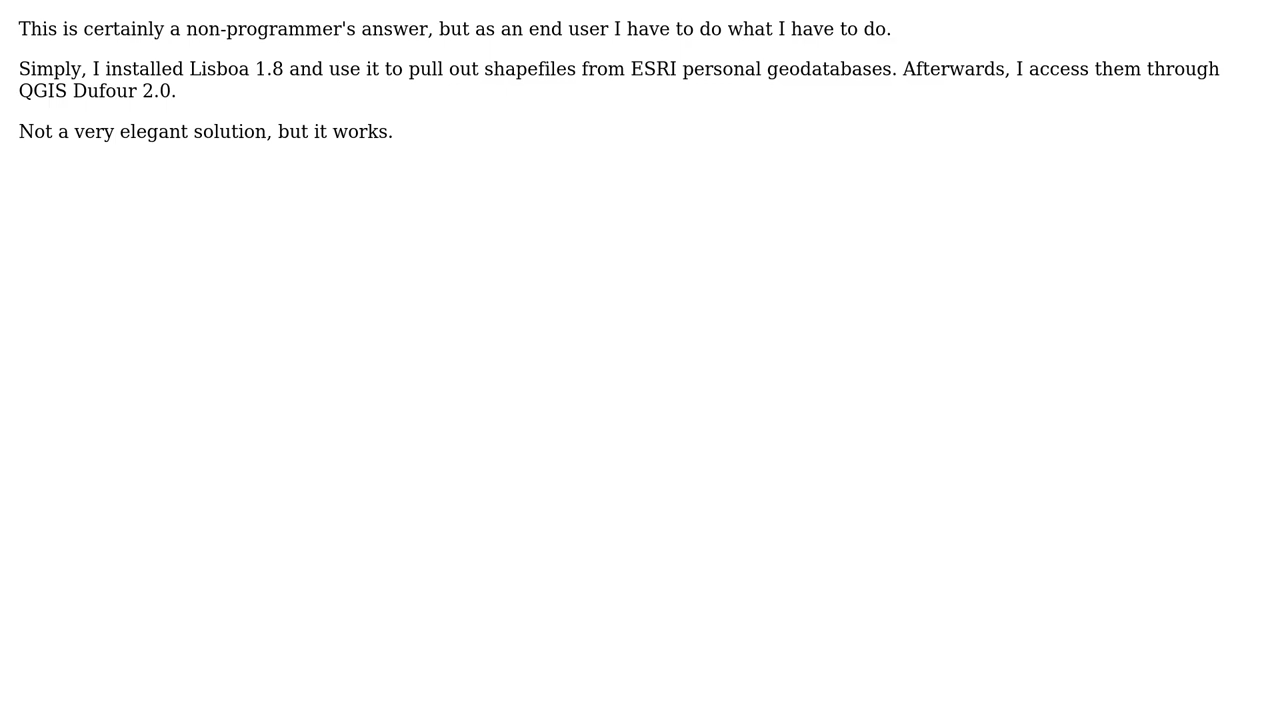 This is certainly a non-programmer's answer, but as an end user I have to do what I have to do.
Simply, I installed Lisboa 1.8 and use it to pull out shapefiles from ESRI personal geodatabases. Afterwards, I access them through
QGIS Dufour 2.0.
Not a very elegant solution, but it works.